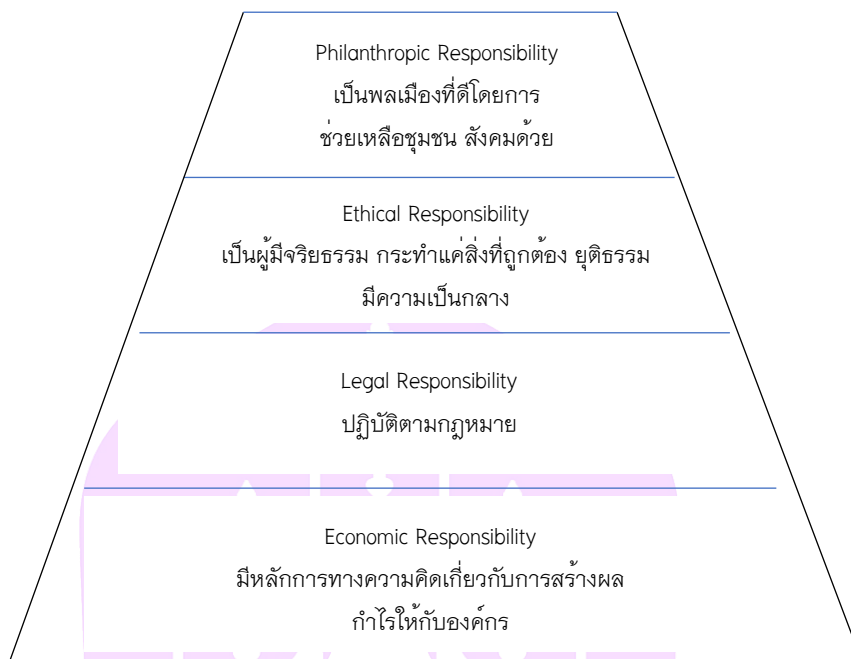 Philanthropic Responsibility
เป็นพลเมืองที่ดีโดยการ
ช่วยเหลือชุมชน สังคมด้วย
Ethical Responsibility
เป็นผู้มีจริยธรรม กระทำแค่สิ่งที่ถูกต้อง ยุติธรรม
มีความเป็นกลาง
Legal Responsibility
ปฏิบัติตามกฎหมาย
Economic Responsibility
มีหลักการทางความคิดเกี่ยวกับการสร้างผล
กำไรให้กับองค์กร